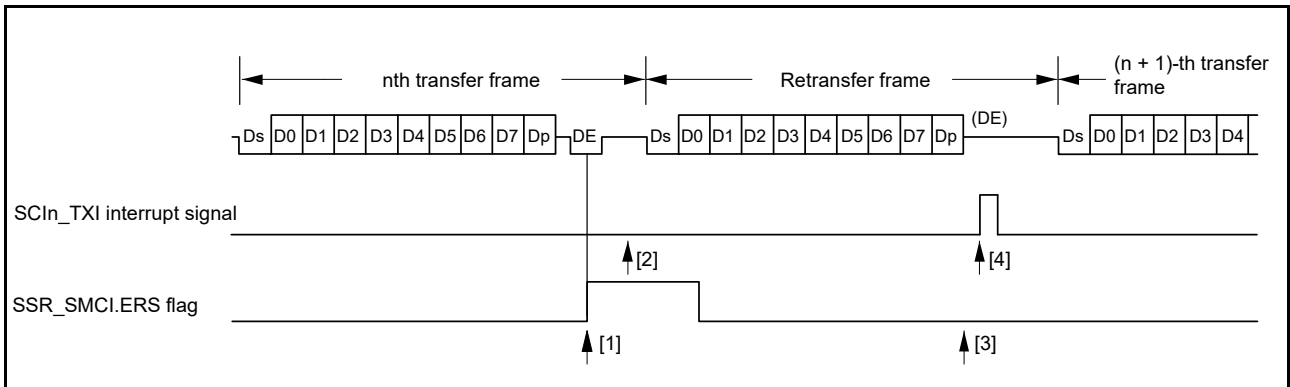 nth transfer frame
Retransfer frame
(n + 1)-th transfer
frame
Ds D0 D1 D2 D3 D4 D5 D6 D7 Dp DE Ds D0 D1 D2 D3 D4 D5 D6 D7 Dp (DE) Ds D0 D1 D2 D3 D4
SCIn_TXI interrupt signal
[2] [4]
SSR_SMCI.ERS flag
[1] [3]